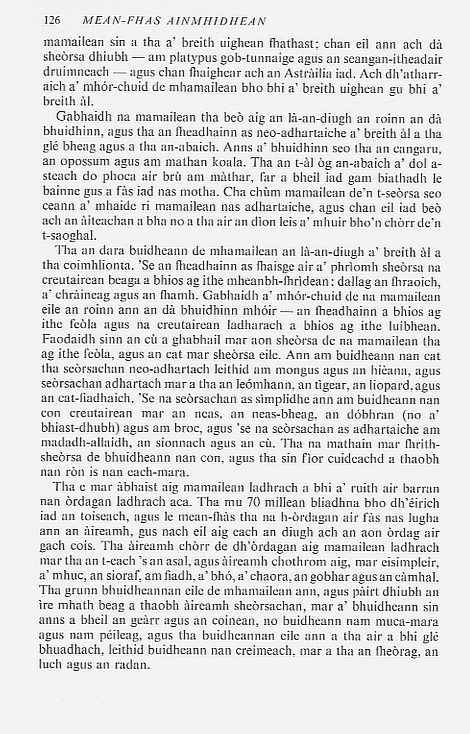 126 MEAN-FHAS AINMHIDHEAN
mamailean sin a tha a' breith uighean fhathast; chan eil ann ach dà
sheòrsa dhiubh — am platypus gob-tunnaige agus an seangan-itheadair
druimneach — agus chan fhaighear ach an Astràilia iad. Ach dh'atharr-
aich a' mhór-chuid de mhamailean bho bhi a' breith uighean gu bhi a'
breith àl.
Gabhaidh na mamailean tha beò aig an là-an-diugh an roinn an dà
bhuidhinn, agus tha an fheadhainn as neo-adhartaiche a' breith àl a tha
glé bheag agus a tha an-abaich. Anns a' bhuidhinn seo tha an cangaru,
an opossum agus am mathan koala. Tha an t-àl òg an-abaich a' dol a-
steach do phoca air brù am màthar, far a bheil iad gam biathadh le
bainne gus a fàs iad nas motha. Cha chùm mamailean de'n t-seòrsa seo
ceann a' mhaide ri mamailean nas adhartaiche, agus chan eil iad beò
ach an àiteachan a bha no a tha air an dìon leis a' mhuir bho'n chòrr de'n
t-saoghal.
Tha an dara buidheann de mhamailean an là-an-diugh a' breith àl a
tha coimhlionta. 'Se an fheadhainn as fhaisge air a' phrìomh sheòrsa na
creutairean beaga a bhios ag ithe mheanbh-fhrìdean: dallag an fhraoich,
a' chràineag agus an fhamh. Gabhaidh a' mhór-chuid de na mamailean
eile an roinn ann an dà bhuidhinn mhóir — an fheadhainn a bhios ag
ithe feòla agus na creutairean ladharach a bhios ag ithe luibhean.
Faodaidh sinn an cù a ghabhail mar aon sheòrsa de na mamailean tha
ag ithe feòla, agus an cat mar sheòrsa eile. Ann am buidheann nan cat
tha seòrsachan neo-adhartach leithid am mongus agus an hièana, agus
seòrsachan adhartach mar a tha an leómhann, an tìgear, an liopard, agus
an cat-fiadhaich. 'Se na seòrsachan as sìmplidhe ann am buidheann nan
con creutairean mar an neas, an neas-bheag, an dóbhran (no a'
bhiast-dhubh) agus am broc, agus 'se na seòrsachan as adhartaiche am
madadh-allaidh, an sionnach agus an cù. Tha na mathain mar fhrith-
sheòrsa de bhuidheann nan con, agus tha sin fìor cuideachd a thaobh
nan ròn is nan each-mara.
Tha e mar àbhaist aig mamailean ladhrach a bhi a' ruith air barran
nan òrdagan ladhrach aca. Tha mu 70 millean bliadhna bho dh'éirich
iad an toiseach, agus le mean-fhàs tha na h-òrdagan air fàs nas lugha
ann an àireamh, gus nach eil aig each an diugh ach an aon òrdag air
gach cois. Tha àireamh chòrr de dh'òrdagan aig mamailean ladhrach
mar tha an t-each 's an asal, agus àireamh chothrom aig, mar eisimpleir,
a' mhuc, an sioraf, am fiadh, a' bhó, a' chaora, an gobhar agus an càmhal.
Tha grunn bhuidheannan eile de mhamailean ann, agus pàirt dhiubh an
ìre mhath beag a thaobh àireamh sheòrsachan, mar a' bhuidheann sin
anns a bheil an geàrr agus an coinean, no buidheann nam muca-mara
agus nam péileag, agus tha buidheannan eile ann a tha air a bhi glé
bhuadhach, leithid buidheann nan creimeach, mar a tha an fheòrag, an
luch agus an radan.